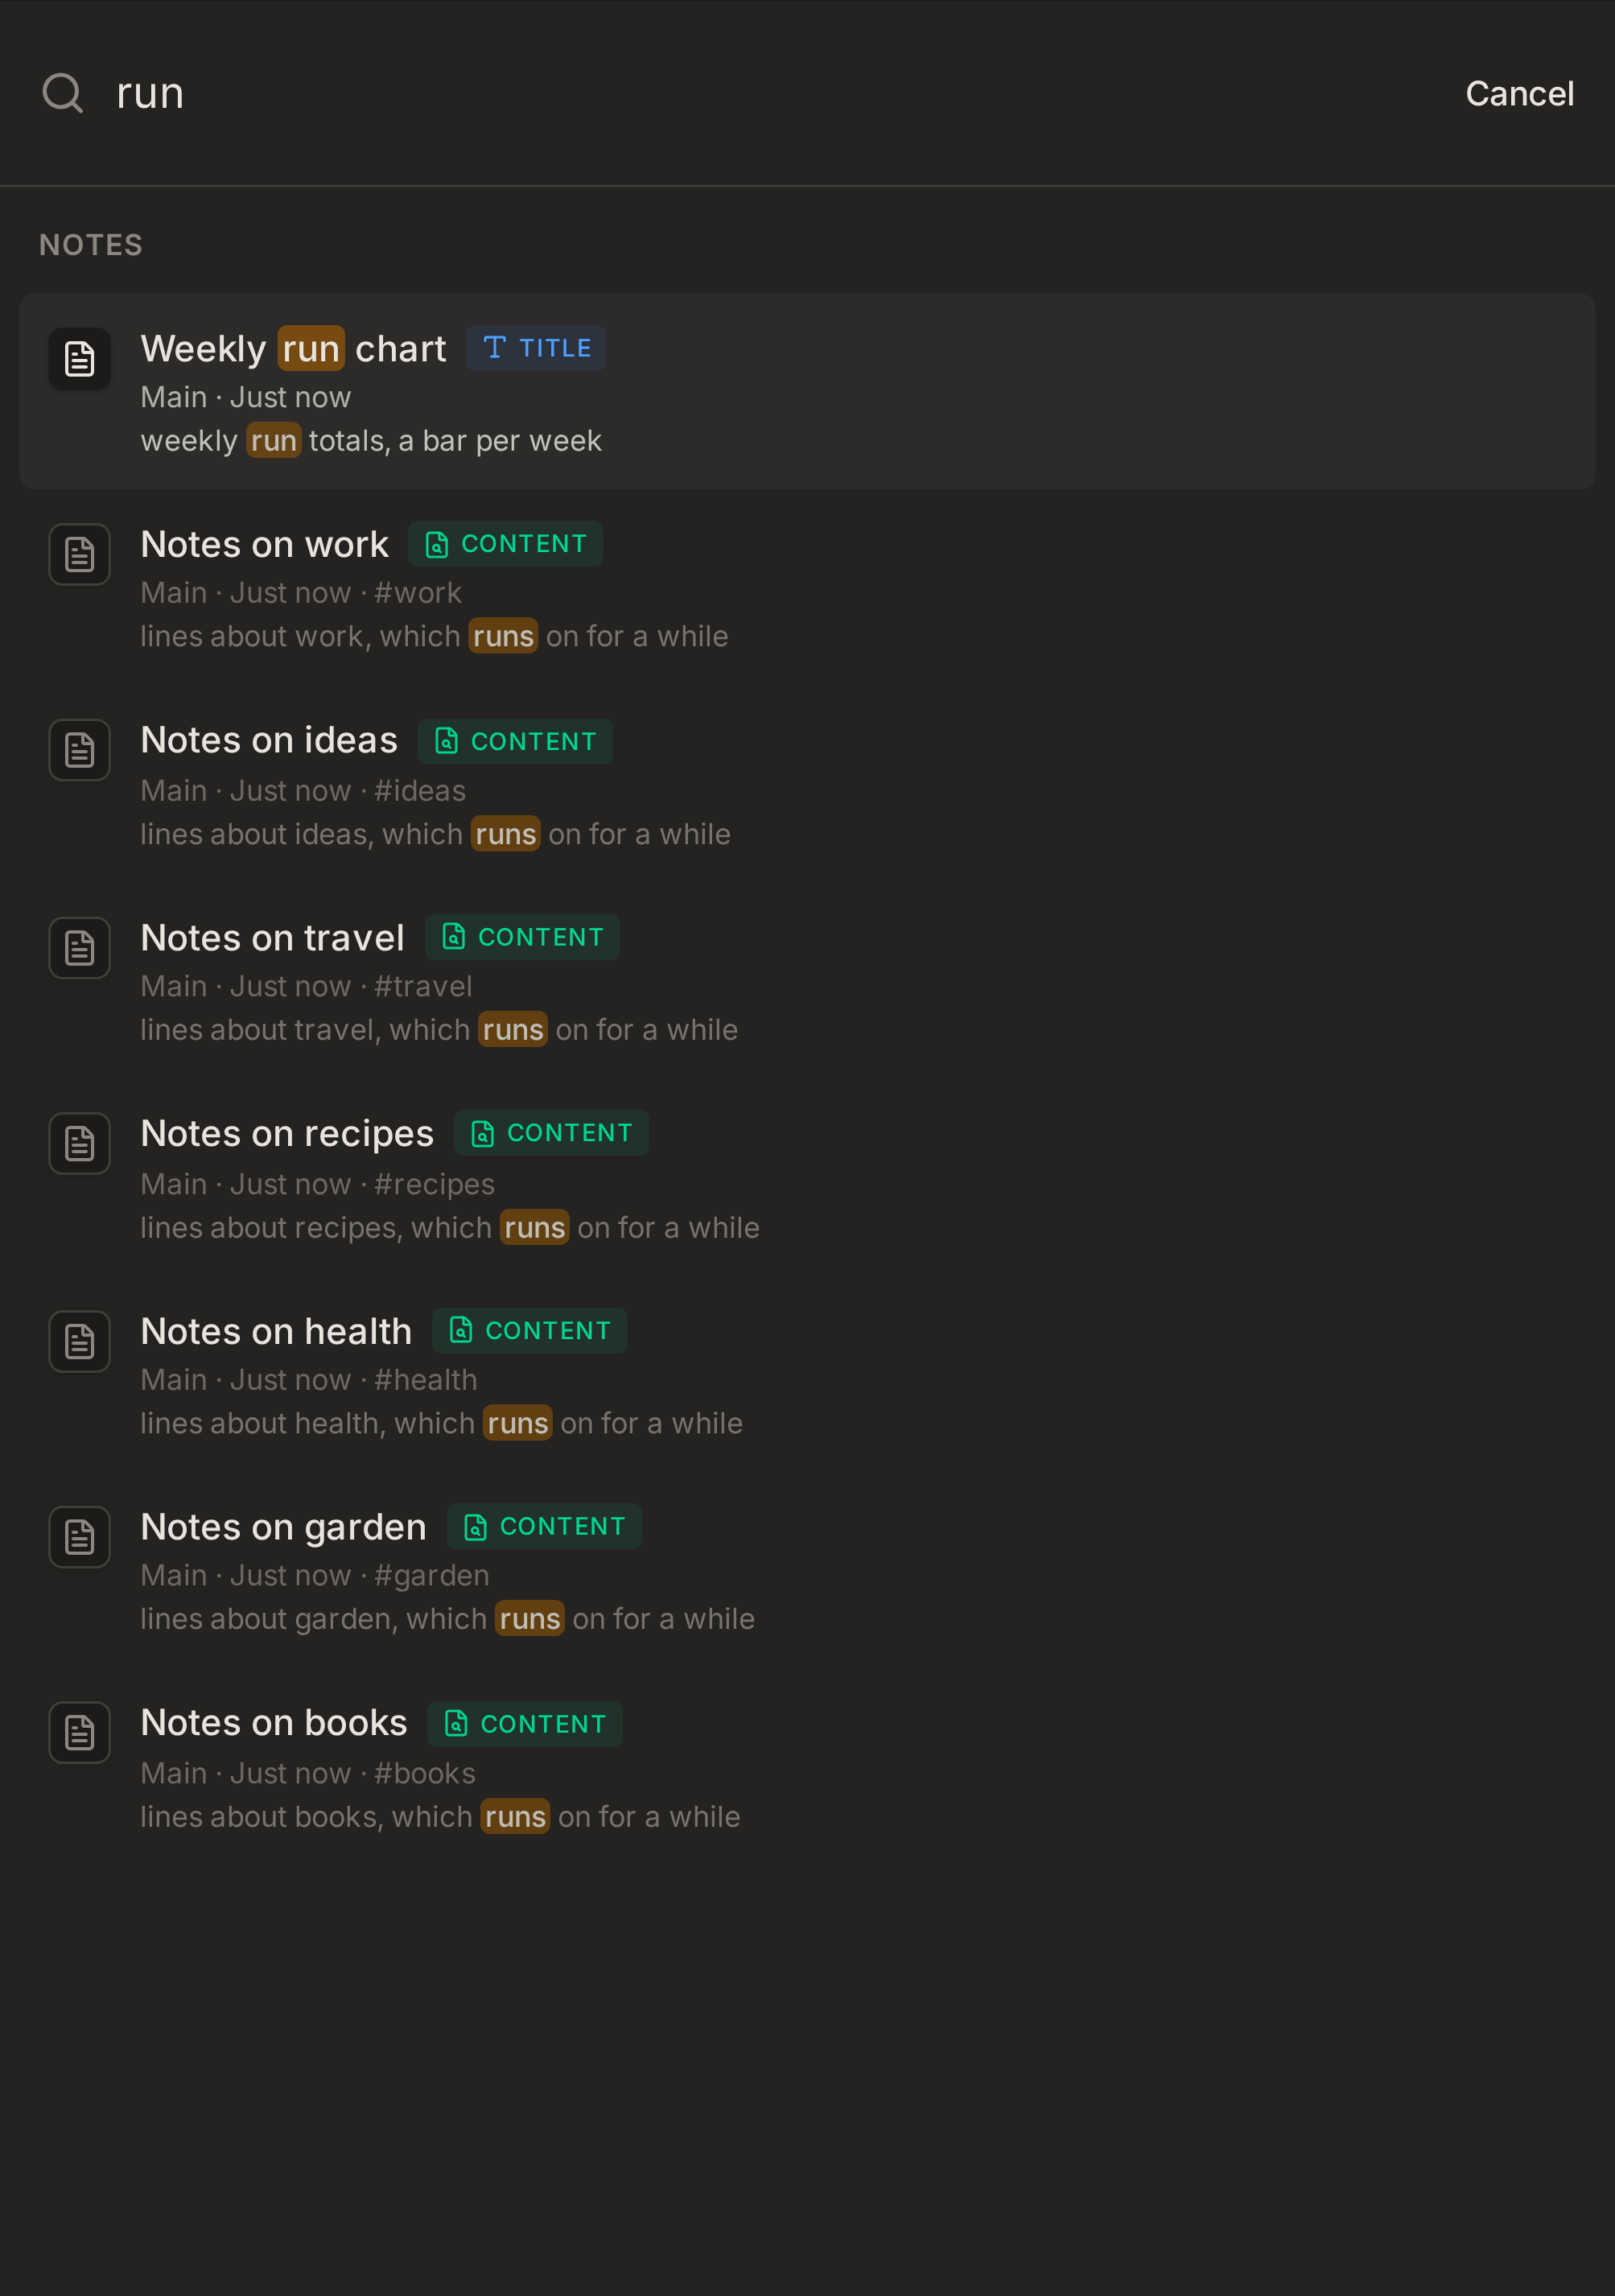 run
Cancel
NOTES
Weekly run chart TITLE
Main · Just now
weekly run totals, a bar per week
Notes on work CONTENT
Main · Just now · #work
lines about work, which runs on for a while
Notes on ideas CONTENT
Main · Just now · #ideas
lines about ideas, which runs on for a while
Notes on travel CONTENT
Main · Just now · #travel
lines about travel, which runs on for a while
Notes on recipes CONTENT
Main · Just now · #recipes
lines about recipes, which runs on for a while
Notes on health CONTENT
Main · Just now · #health
lines about health, which runs on for a while
Notes on garden CONTENT
Main · Just now · #garden
lines about garden, which runs on for a while
Notes on books CONTENT
Main · Just now · #books
lines about books, which runs on for a while